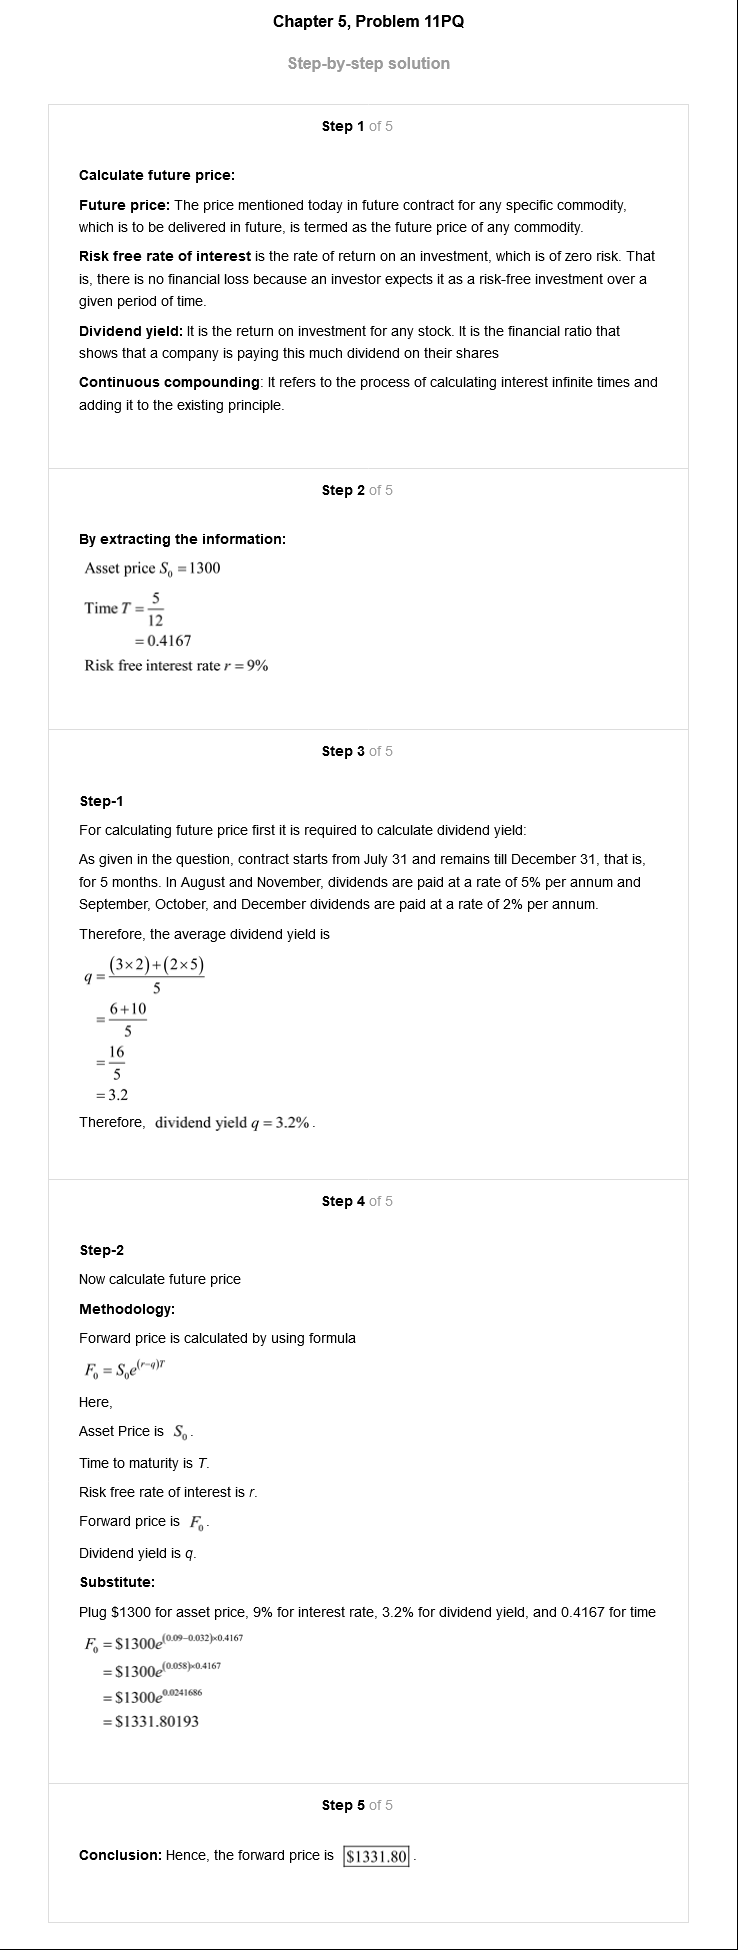 Chapter 5, Problem 11PQ
Step-by-step solution
Step 1 of 5
Calculate future price:
Future price: The price mentioned today in future contract for any specific commodity,
which is to be delivered in future, is termed as the future price of any commodity.
Risk free rate of interest is the rate of return on an investment, which is of zero risk. That
is, there is no financial loss because an investor expects it as a risk-free investment over a
given period of time.
Dividend yield: It is the return on investment for any stock. It is the financial ratio that
shows that a company is paying this much dividend on their shares
Continuous compounding: It refers to the process of calculating interest infinite times and
adding it to the existing principle.
Step 2 of 5
By extracting the information:
Asset price S₀ = 1300
Time T = 5/12
= 0.4167
Risk free interest rate r = 9%
Step 3 of 5
Step-1
For calculating future price first it is required to calculate dividend yield:
As given in the question, contract starts from July 31 and remains till December 31, that is,
for 5 months. In August and November, dividends are paid at a rate of 5% per annum and
September, October, and December dividends are paid at a rate of 2% per annum.
Therefore, the average dividend yield is
q = (3×2)+(2×5)/5
= 6+10/5
= 16/5
= 3.2
Therefore, dividend yield q = 3.2% .
Step 4 of 5
Step-2
Now calculate future price
Methodology:
Forward price is calculated by using formula
F₀ = S₀e^(r−q)T
Here,
Asset Price is S₀ .
Time to maturity is T.
Risk free rate of interest is r.
Forward price is F₀ .
Dividend yield is q.
Substitute:
Plug $1300 for asset price, 9% for interest rate, 3.2% for dividend yield, and 0.4167 for time
F₀ = $1300e^(0.09−0.032)×0.4167
= $1300e^(0.058)×0.4167
= $1300e^0.0241686
= $1331.80193
Step 5 of 5
Conclusion: Hence, the forward price is $1331.80 .